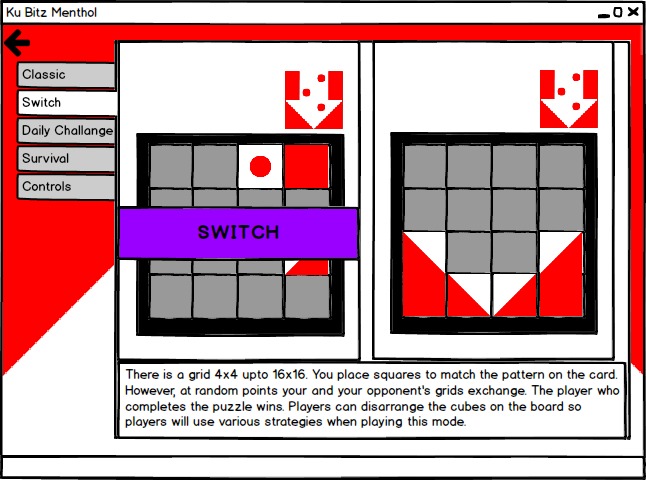 Ku Bitz Menthol
Classic
Switch
Daily Challange
Survival
Controls
SWITCH
There is a grid 4x4 upto 16x16. You place squares to match the pattern on the card.
However, at random points your and your opponent's grids exchange. The player who
completes the puzzle wins. Players can disarrange the cubes on the board so
players will use various strategies when playing this mode.